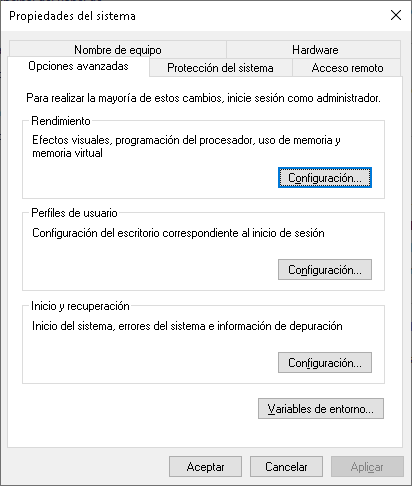 Propiedades del sistema
Nombre de equipo
Hardware
Opciones avanzadas
Protección del sistema
Acceso remoto
Para realizar la mayoría de estos cambios, inicie sesión como administrador.
Rendimiento
Efectos visuales, programación del procesador, uso de memoria y
memoria virtual
Configuración...
Perfiles de usuario
Configuración del escritorio correspondiente al inicio de sesión
Configuración...
Inicio y recuperación
Inicio del sistema, errores del sistema e información de depuración
Configuración...
Variables de entorno...
Aceptar
Cancelar
Aplicar